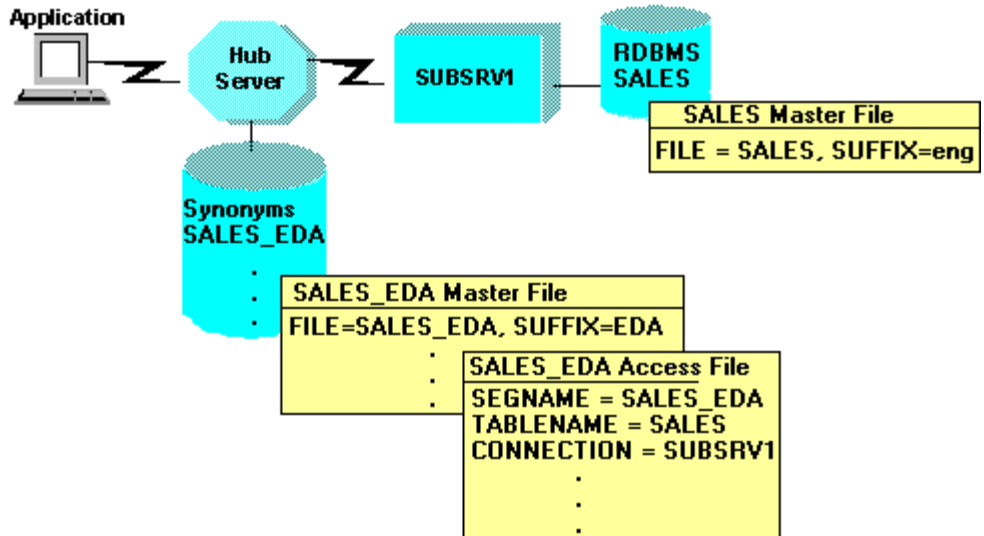 Application
Hub
Server
SUBSRV1
RDBMS
SALES
SALES Master File
FILE = SALES, SUFFIX=eng
Synonyms
SALES_EDA
.
.
.
SALES_EDA Master File
FILE=SALES_EDA, SUFFIX=EDA
.
.
.
SALES_EDA Access File
SEGNAME = SALES_EDA
TABLENAME = SALES
CONNECTION = SUBSRV1
.
.
.